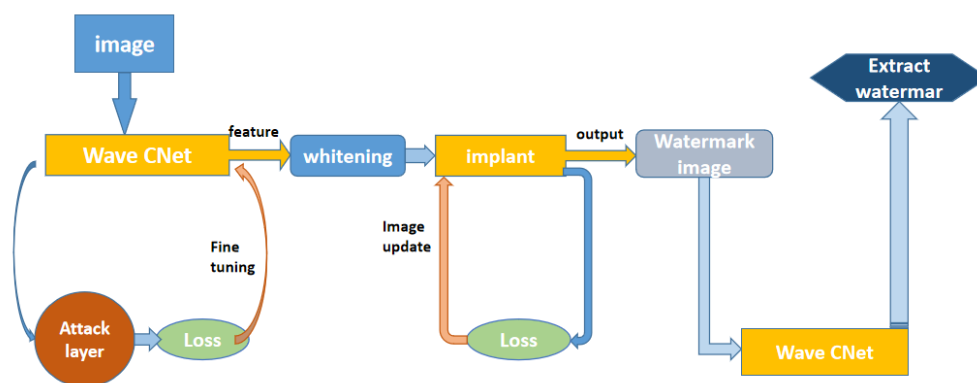 image
Extract
watermar
feature
output
Wave CNet
whitening
implant
Watermark
image
Image
update
Fine
tuning
Attack
layer
Loss
Loss
Wave CNet